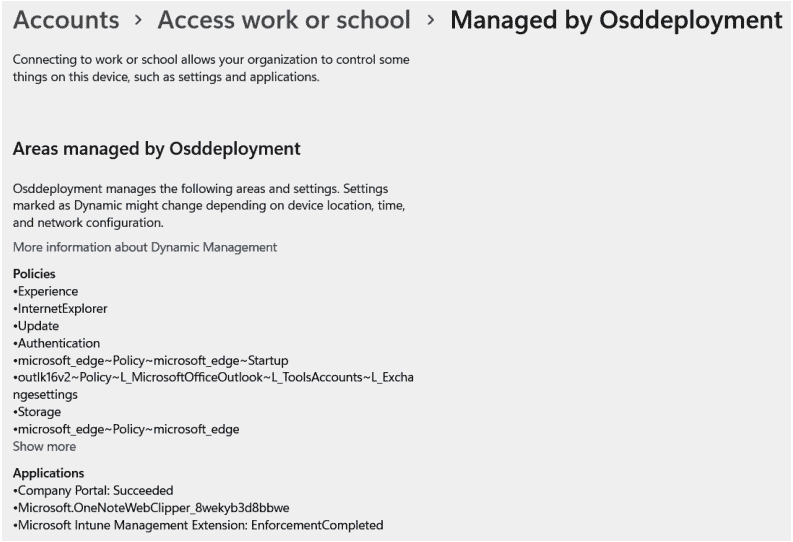 Accounts > Access work or school > Managed by Osddeployment
Connecting to work or school allows your organization to control some
things on this device, such as settings and applications.
Areas managed by Osddeployment
Osddeployment manages the following areas and settings. Settings
marked as Dynamic might change depending on device location, time,
and network configuration.
More information about Dynamic Management
Policies
•Experience
•InternetExplorer
•Update
•Authentication
•microsoft_edge~Policy~microsoft_edge~Startup
•outlk16v2~Policy~L_MicrosoftOfficeOutlook~L_ToolsAccounts~L_Excha
ngesettings
•Storage
•microsoft_edge~Policy~microsoft_edge
Show more
Applications
•Company Portal: Succeeded
•Microsoft.OneNoteWebClipper_8wekyb3d8bbwe
•Microsoft Intune Management Extension: EnforcementCompleted